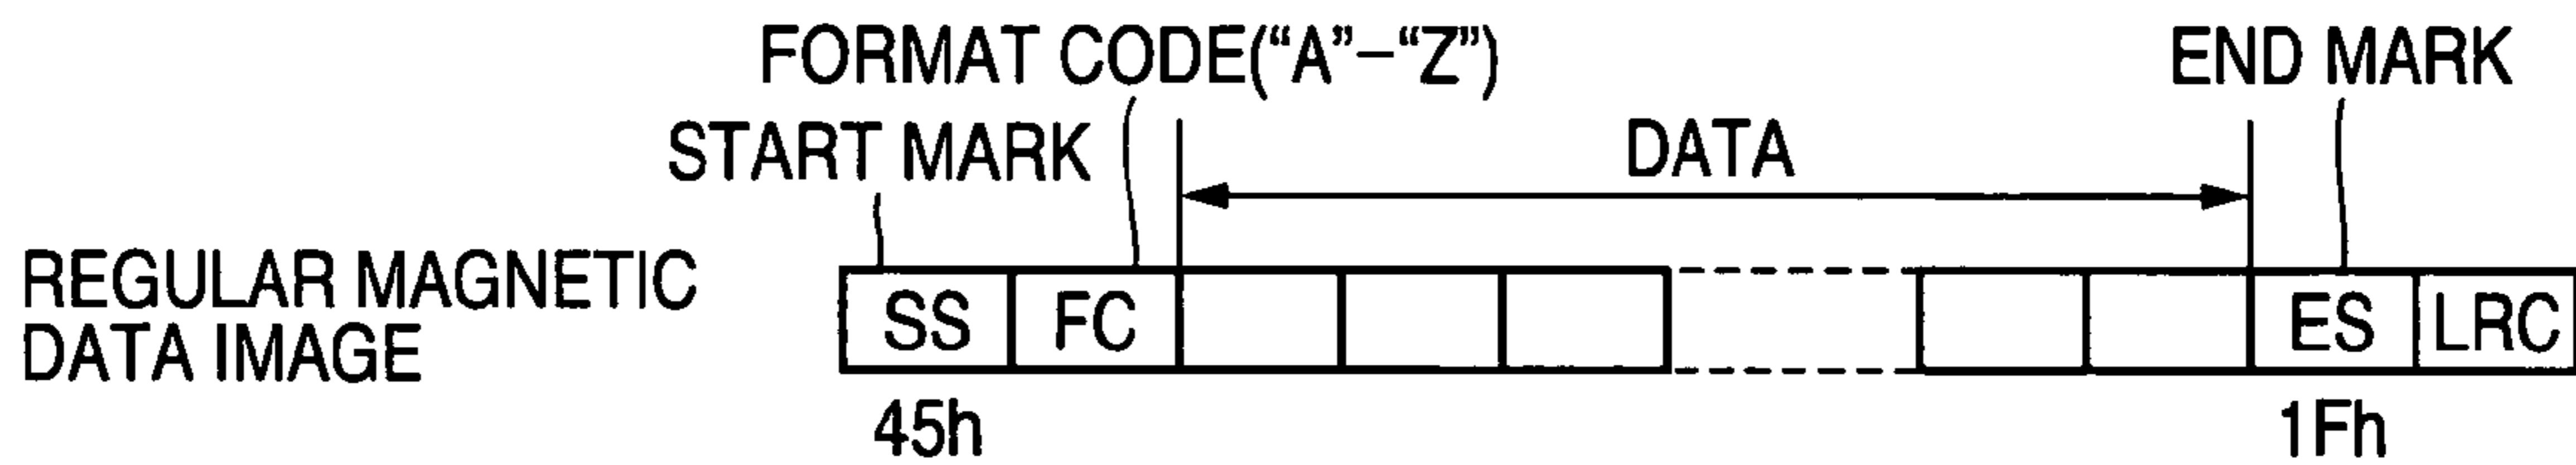 FORMAT CODE(“A”–“Z”)
END MARK
START MARK
DATA
REGULAR MAGNETIC
DATA IMAGE
SS FC ES LRC
45h 1Fh